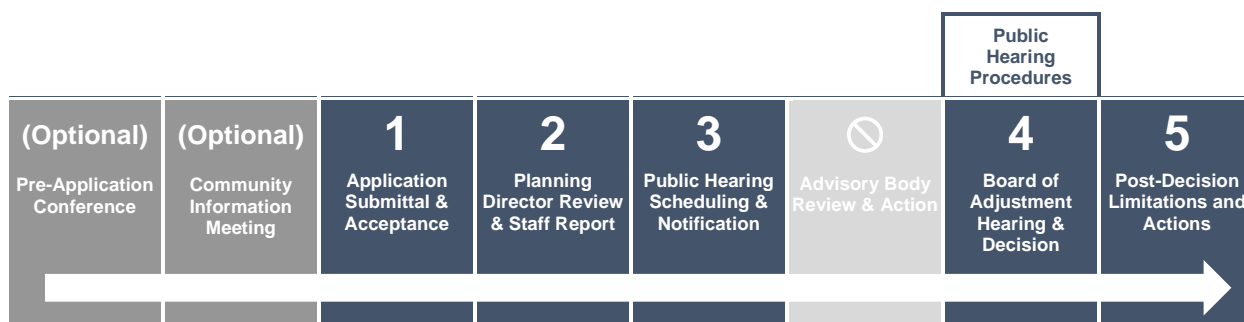 Public
Hearing
Procedures
(Optional)
Pre-Application
Conference
(Optional)
Community
Information
Meeting
1
Application
Submittal &
Acceptance
2
Planning
Director Review
& Staff Report
3
Public Hearing
Scheduling &
Notification
Advisory Body
Review & Action
4
Board of
Adjustment
Hearing &
Decision
5
Post-Decision
Limitations and
Actions